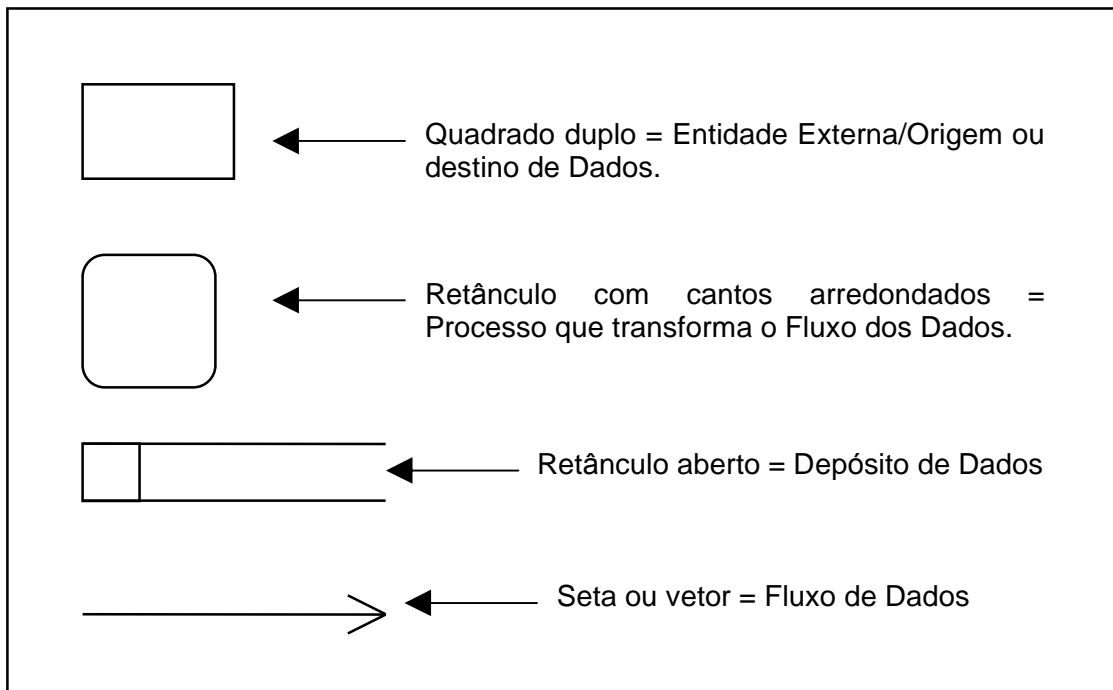 Quadrado duplo = Entidade Externa/Origem ou
destino de Dados.
Retânculo com cantos arredondados =
Processo que transforma o Fluxo dos Dados.
Retânculo aberto = Depósito de Dados
Seta ou vetor = Fluxo de Dados